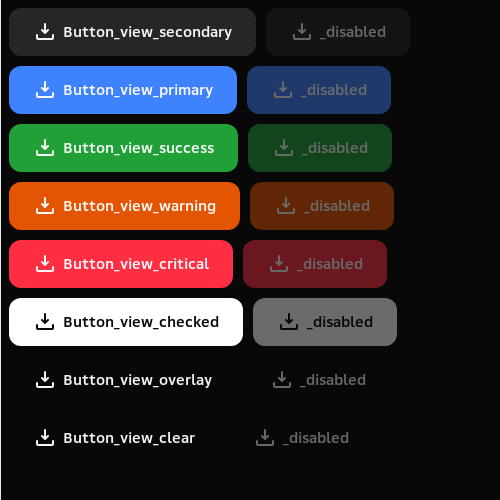 Button_view_secondary _disabled
Button_view_primary _disabled
Button_view_success _disabled
Button_view_warning _disabled
Button_view_critical _disabled
Button_view_checked _disabled
Button_view_overlay _disabled
Button_view_clear _disabled